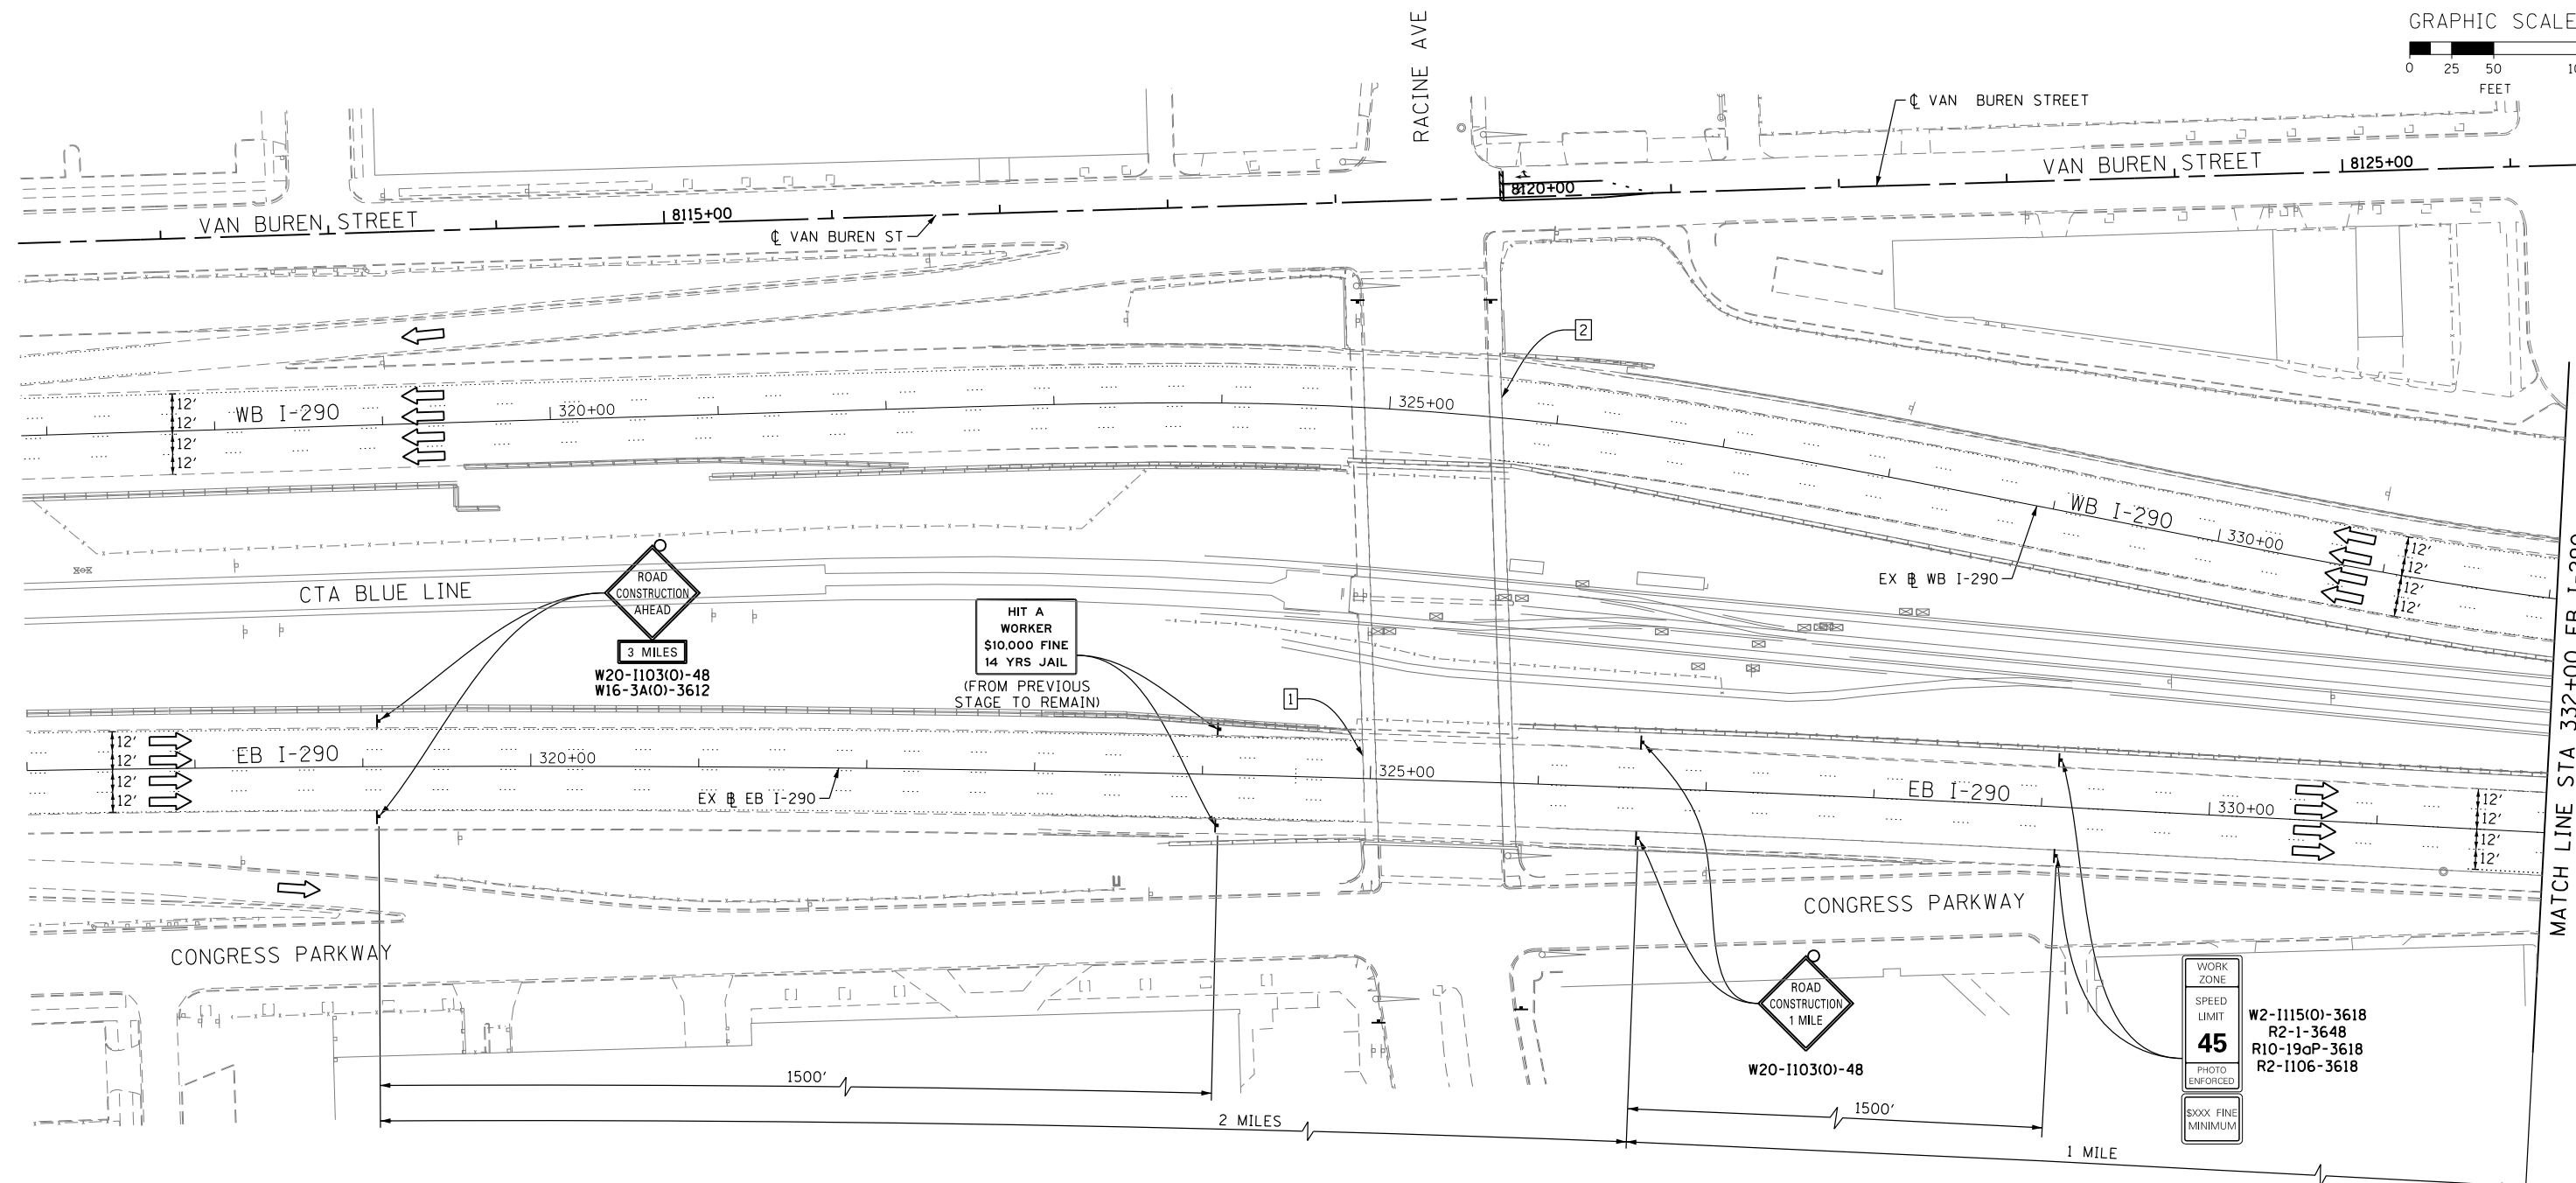 GRAPHIC SCALE
0 25 50
FEET
RACINE AVE
℄ VAN BUREN STREET
VAN BUREN STREET
8125+00
8120+00
VAN BUREN STREET
8115+00
℄ VAN BUREN ST
2
12'
12'
12'
12'
WB I-290
320+00
325+00
WB I-290
330+00
12'
12'
12'
12'
EX ℄ WB I-290
CTA BLUE LINE
ROAD
CONSTRUCTION
AHEAD
3 MILES
W20-I103(O)-48
W16-3A(O)-3612
HIT A
WORKER
$10,000 FINE
14 YRS JAIL
(FROM PREVIOUS
STAGE TO REMAIN)
1
12'
12'
12'
12'
EB I-290
320+00
EX ℄ EB I-290
325+00
EB I-290
330+00
12'
12'
12'
12'
MATCH LINE STA 332+00 EB I-290
CONGRESS PARKWAY
CONGRESS PARKWAY
ROAD
CONSTRUCTION
1 MILE
W20-I103(O)-48
WORK
ZONE
SPEED
LIMIT
45
PHOTO
ENFORCED
$XXX FINE
MINIMUM
W2-I115(O)-3618
R2-1-3648
R10-19aP-3618
R2-I106-3618
1500'
2 MILES
1500'
1 MILE